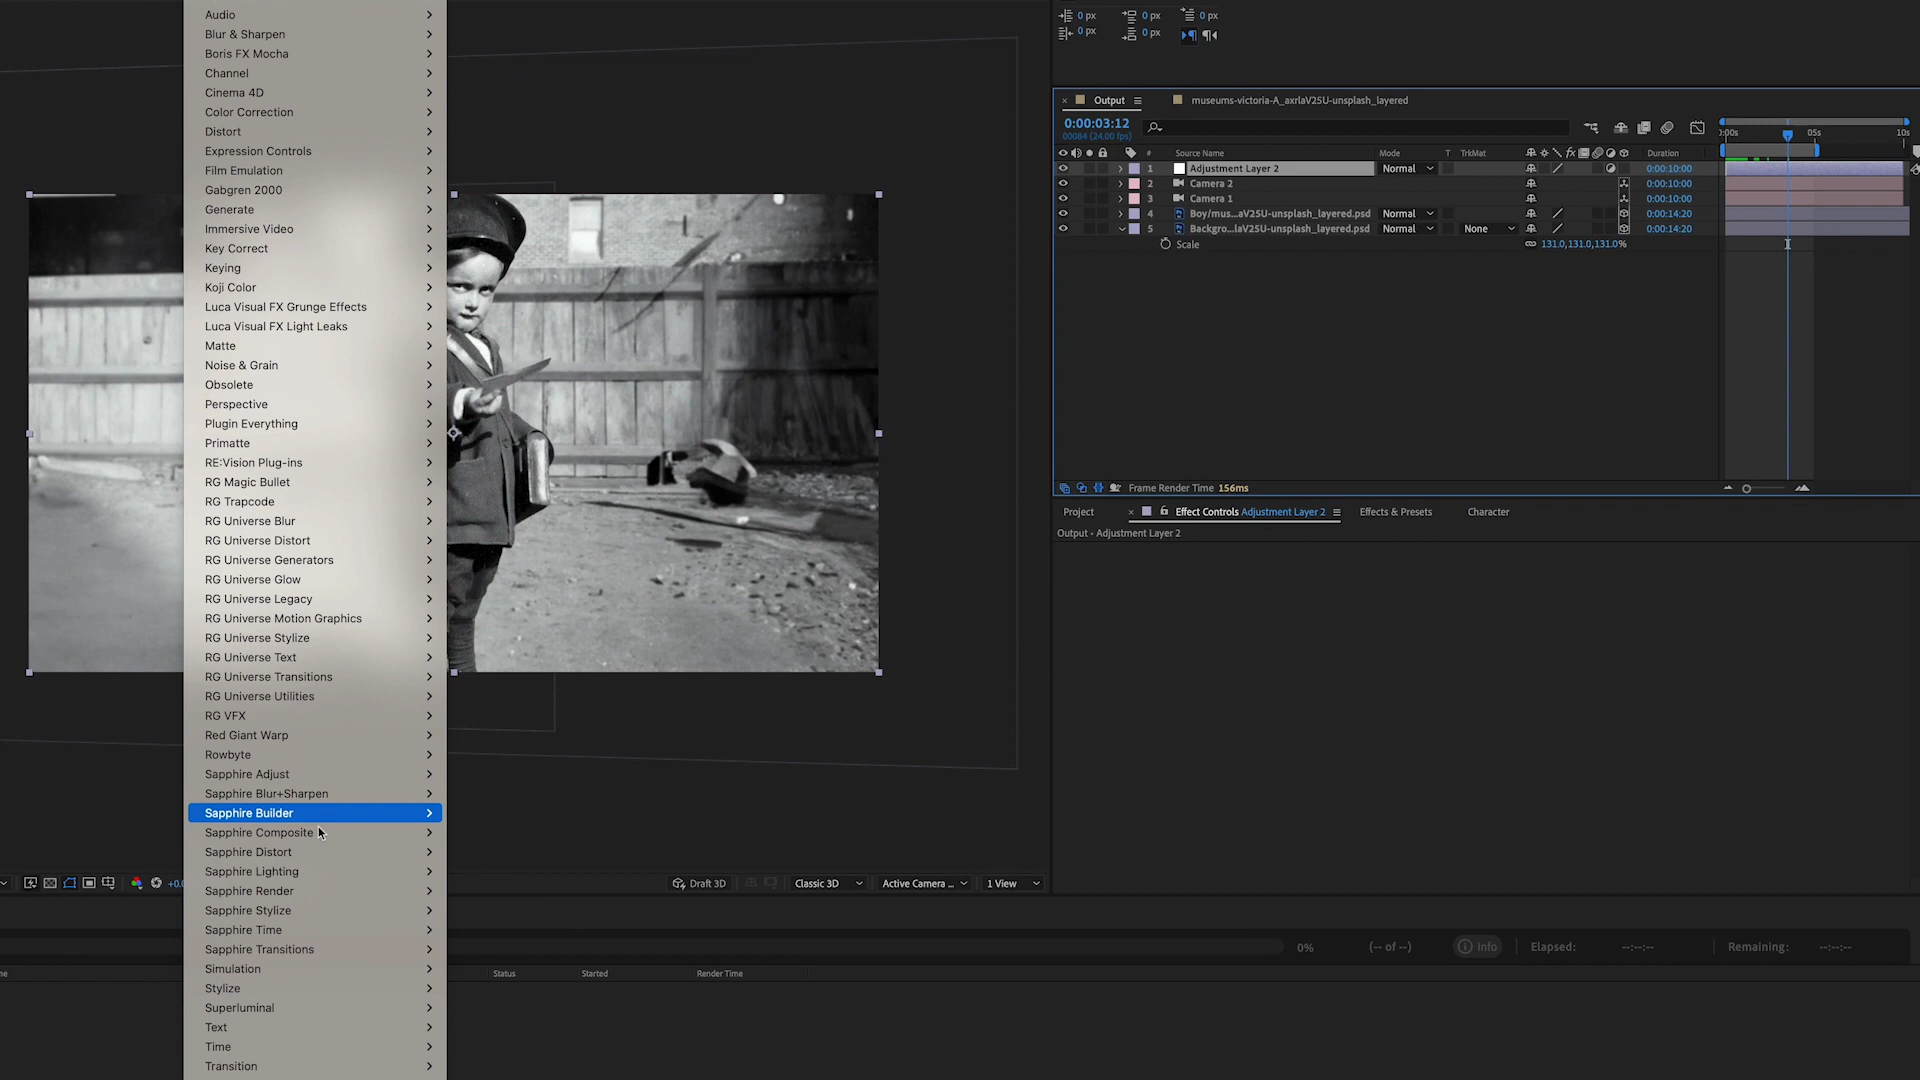 Audio
Blur & Sharpen
Boris FX Mocha
Channel
Cinema 4D
Color Correction
Distort
Expression Controls
Film Emulation
Gabgren 2000
Generate
Immersive Video
Key Correct
Keying
Koji Color
Luca Visual FX Grunge Effects
Luca Visual FX Light Leaks
Matte
Noise & Grain
Obsolete
Perspective
Plugin Everything
Primatte
RE:Vision Plug-ins
RG Magic Bullet
RG Trapcode
RG Universe Blur
RG Universe Distort
RG Universe Generators
RG Universe Glow
RG Universe Legacy
RG Universe Motion Graphics
RG Universe Stylize
RG Universe Text
RG Universe Transitions
RG Universe Utilities
RG VFX
Red Giant Warp
Rowbyte
Sapphire Adjust
Sapphire Blur+Sharpen
Sapphire Builder
Sapphire Composite
Sapphire Distort
Sapphire Lighting
Sapphire Render
Sapphire Stylize
Sapphire Time
Sapphire Transitions
Simulation
Stylize
Superluminal
Text
Time
Transition
+0.0
Draft 3D
Classic 3D
Active Camera ...
1 View
0 px 0 px 0 px
0 px 0 px
Output museums-victoria-A_axrlaV25U-unsplash_layered
0:00:03:12
00084 (24.00 fps)
:00s 05s 10s
# Source Name Mode T TrkMat Duration
1 Adjustment Layer 2 Normal 0:00:10:00
2 Camera 2 0:00:10:00
3 Camera 1 0:00:10:00
4 Boy/mus...aV25U-unsplash_layered.psd Normal 0:00:14:20
5 Backgro...laV25U-unsplash_layered.psd Normal None 0:00:14:20
Scale 131.0,131.0,131.0%
Frame Render Time 156ms
Project Effect Controls Adjustment Layer 2 Effects & Presets Character
Output · Adjustment Layer 2
0% (-- of --) Info Elapsed: --:--:-- Remaining: --:--:--
Status Started Render Time